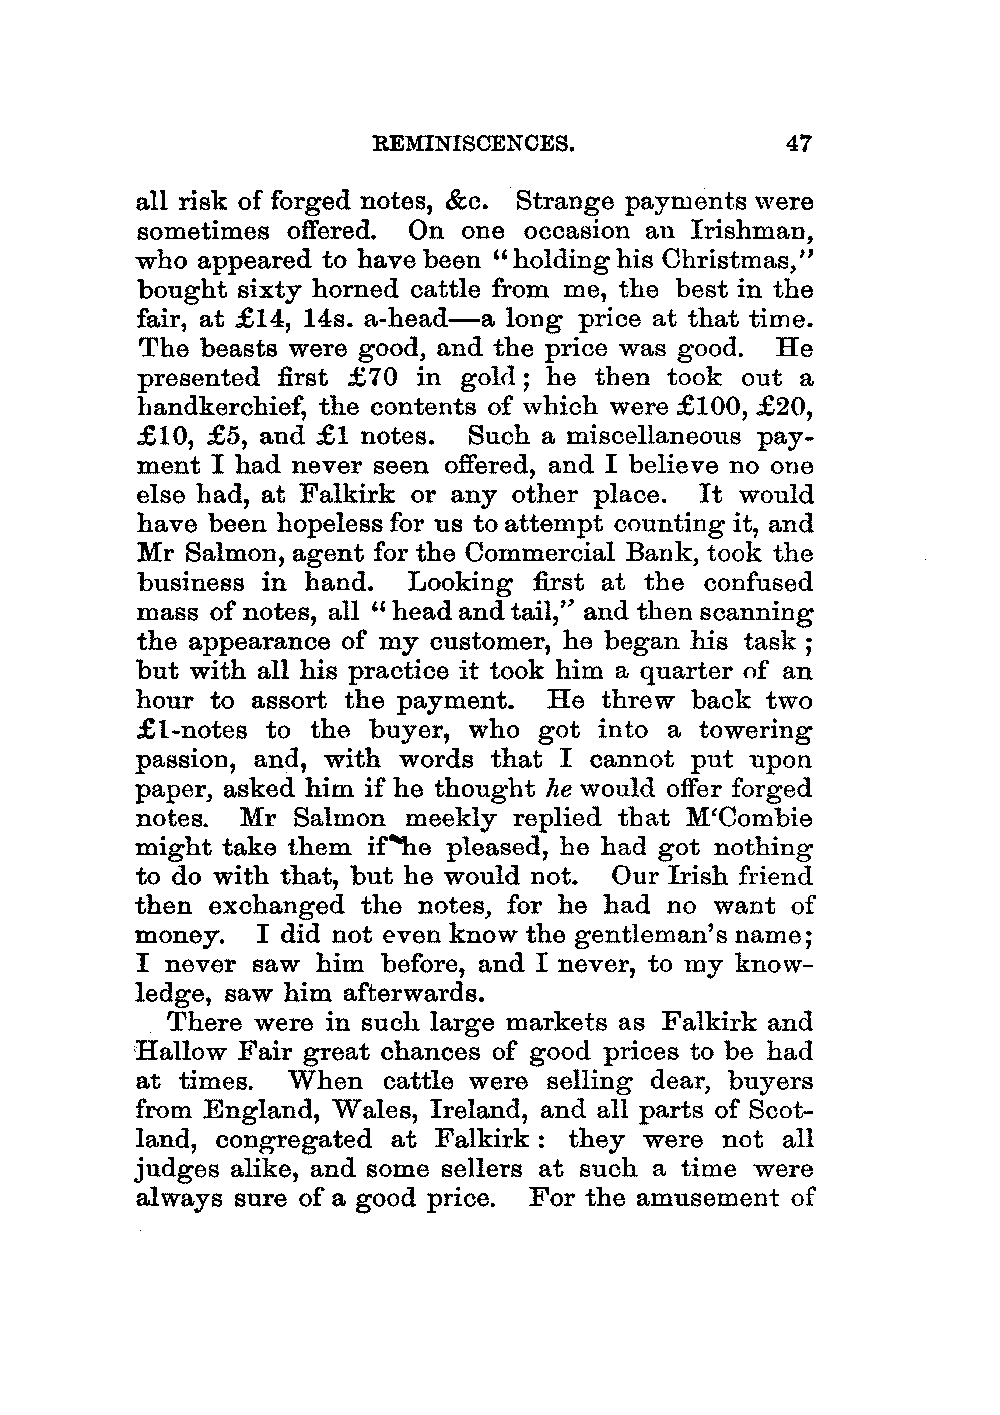 REMINISCENCES. 47
all risk of forged notes, &c. Strange payments were
sometimes offered. On one occasion an Irishman,
who appeared to have been “holding his Christmas,”
bought sixty horned cattle from me, the best in the
fair, at £14, 14s. a-head—a long price at that time.
The beasts were good, and the price was good. He
presented first £70 in gold; he then took out a
handkerchief, the contents of which were £100, £20,
£10, £5, and £1 notes. Such a miscellaneous pay-
ment I had never seen offered, and I believe no one
else had, at Falkirk or any other place. It would
have been hopeless for us to attempt counting it, and
Mr Salmon, agent for the Commercial Bank, took the
business in hand. Looking first at the confused
mass of notes, all “head and tail,” and then scanning
the appearance of my customer, he began his task;
but with all his practice it took him a quarter of an
hour to assort the payment. He threw back two
£1-notes to the buyer, who got into a towering
passion, and, with words that I cannot put upon
paper, asked him if he thought he would offer forged
notes. Mr Salmon meekly replied that M‘Combie
might take them if he pleased, he had got nothing
to do with that, but he would not. Our Irish friend
then exchanged the notes, for he had no want of
money. I did not even know the gentleman's name;
I never saw him before, and I never, to my know-
ledge, saw him afterwards.
There were in such large markets as Falkirk and
Hallow Fair great chances of good prices to be had
at times. When cattle were selling dear, buyers
from England, Wales, Ireland, and all parts of Scot-
land, congregated at Falkirk: they were not all
judges alike, and some sellers at such a time were
always sure of a good price. For the amusement of